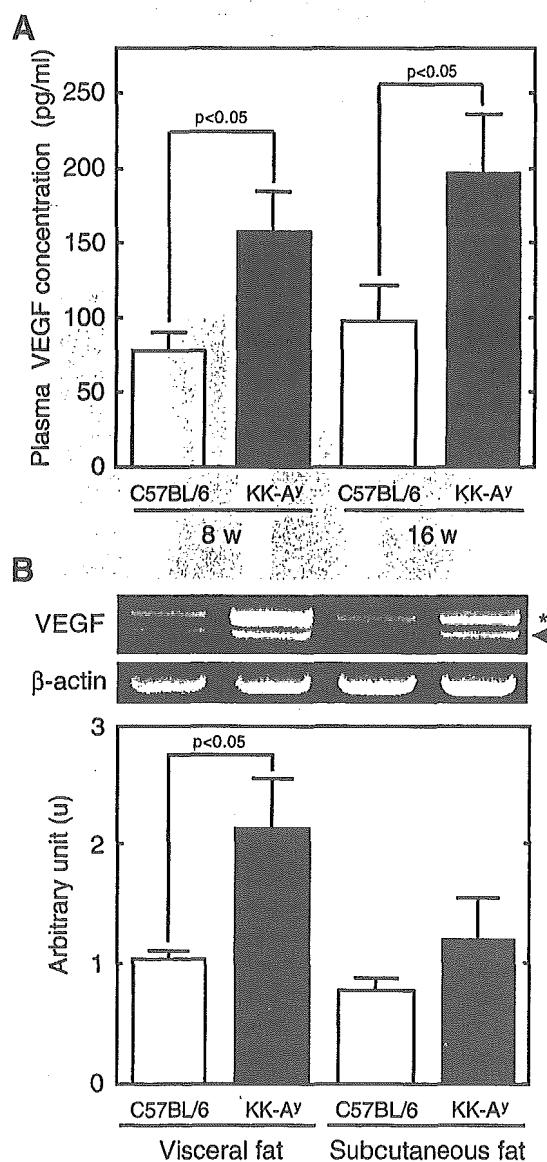 A
Plasma VEGF concentration (pg/ml)
250
200
150
100
50
0
p<0.05
p<0.05
C57BL/6 KK-Aʸ C57BL/6 KK-Aʸ
8 w 16 w
B
VEGF
*
β-actin
Arbitrary unit (u)
3
2
1
0
p<0.05
C57BL/6 KK-Aʸ C57BL/6 KK-Aʸ
Visceral fat Subcutaneous fat